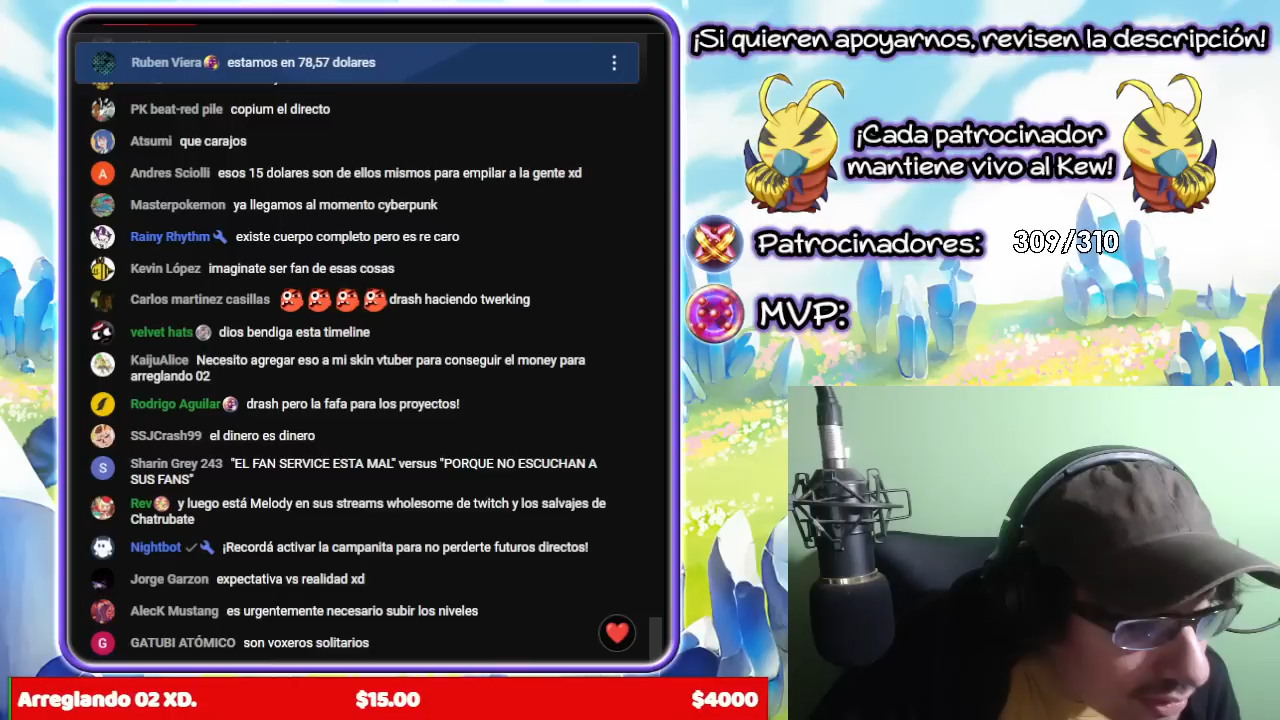 ¡Si quieren apoyarnos, revisen la descripción!
Ruben Viera estamos en 78,57 dolares
PK beat-red pile copium el directo
Atsumi que carajos
A Andres Sciolli esos 15 dolares son de ellos mismos para empilar a la gente xd
Masterpokemon ya llegamos al momento cyberpunk
Rainy Rhythm existe cuerpo completo pero es re caro
Kevin López imaginate ser fan de esas cosas
Carlos martinez casillas drash haciendo twerking
velvet hats dios bendiga esta timeline
KaijuAlice Necesito agregar eso a mi skin vtuber para conseguir el money para
arreglando 02
Rodrigo Aguilar drash pero la fafa para los proyectos!
SSJCrash99 el dinero es dinero
S Sharin Grey 243 "EL FAN SERVICE ESTA MAL" versus "PORQUE NO ESCUCHAN A
SUS FANS"
Rev y luego está Melody en sus streams wholesome de twitch y los salvajes de
Chatrubate
Nightbot ¡Recordá activar la campanita para no perderte futuros directos!
Jorge Garzon expectativa vs realidad xd
AlecK Mustang es urgentemente necesario subir los niveles
G GATUBI ATÓMICO son voxeros solitarios
¡Cada patrocinador
mantiene vivo al Kew!
Patrocinadores: 309/310
MVP:
Arreglando 02 XD. $15.00 $4000